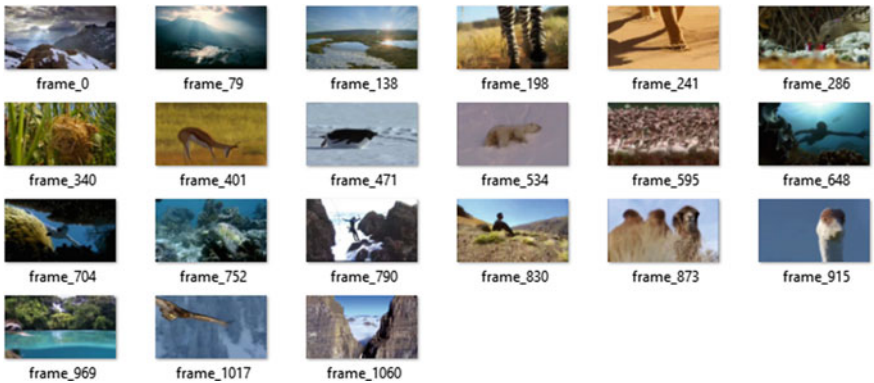 frame_0 frame_79 frame_138 frame_198 frame_241 frame_286
frame_340 frame_401 frame_471 frame_534 frame_595 frame_648
frame_704 frame_752 frame_790 frame_830 frame_873 frame_915
frame_969 frame_1017 frame_1060